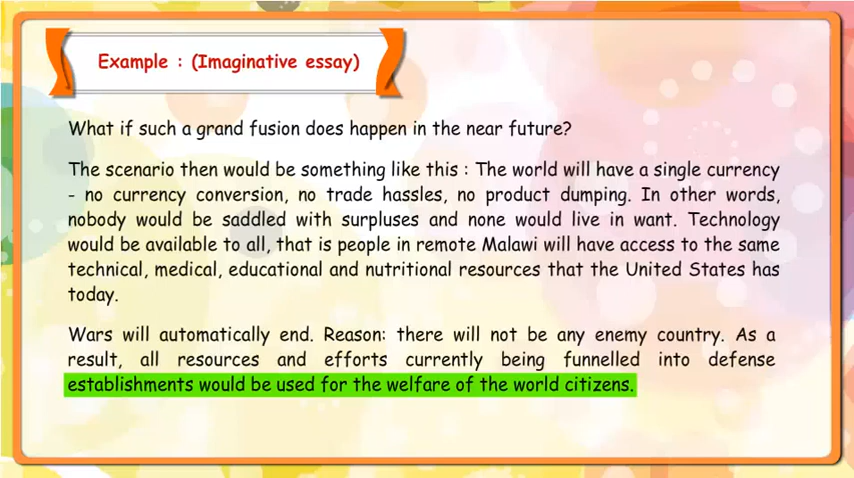 Example : (Imaginative essay)
What if such a grand fusion does happen in the near future?
The scenario then would be something like this : The world will have a single currency
- no currency conversion, no trade hassles, no product dumping. In other words,
nobody would be saddled with surpluses and none would live in want. Technology
would be available to all, that is people in remote Malawi will have access to the same
technical, medical, educational and nutritional resources that the United States has
today.
Wars will automatically end. Reason: there will not be any enemy country. As a
result, all resources and efforts currently being funnelled into defense
establishments would be used for the welfare of the world citizens.